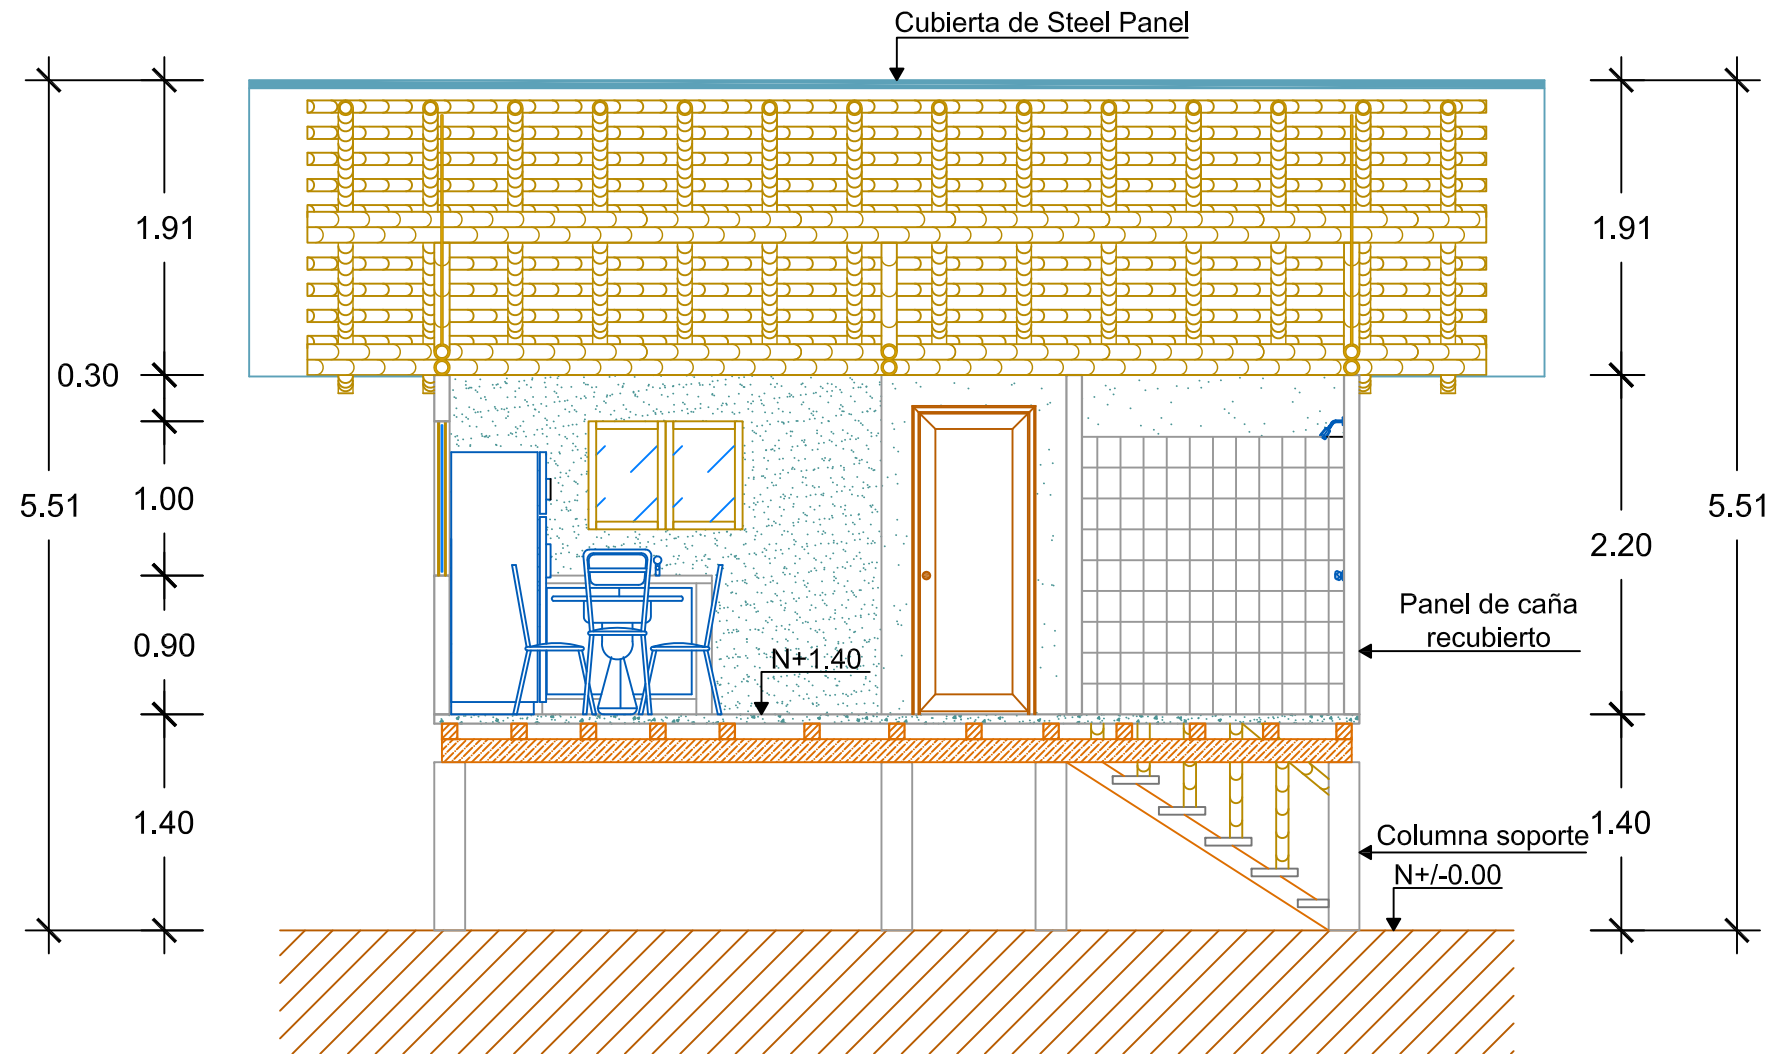 Cubierta de Steel Panel
1.91
1.91
0.30
5.51
1.00
5.51
2.20
Panel de caña
recubierto
0.90
N+1.40
1.40
Columna soporte
1.40
N+/-0.00